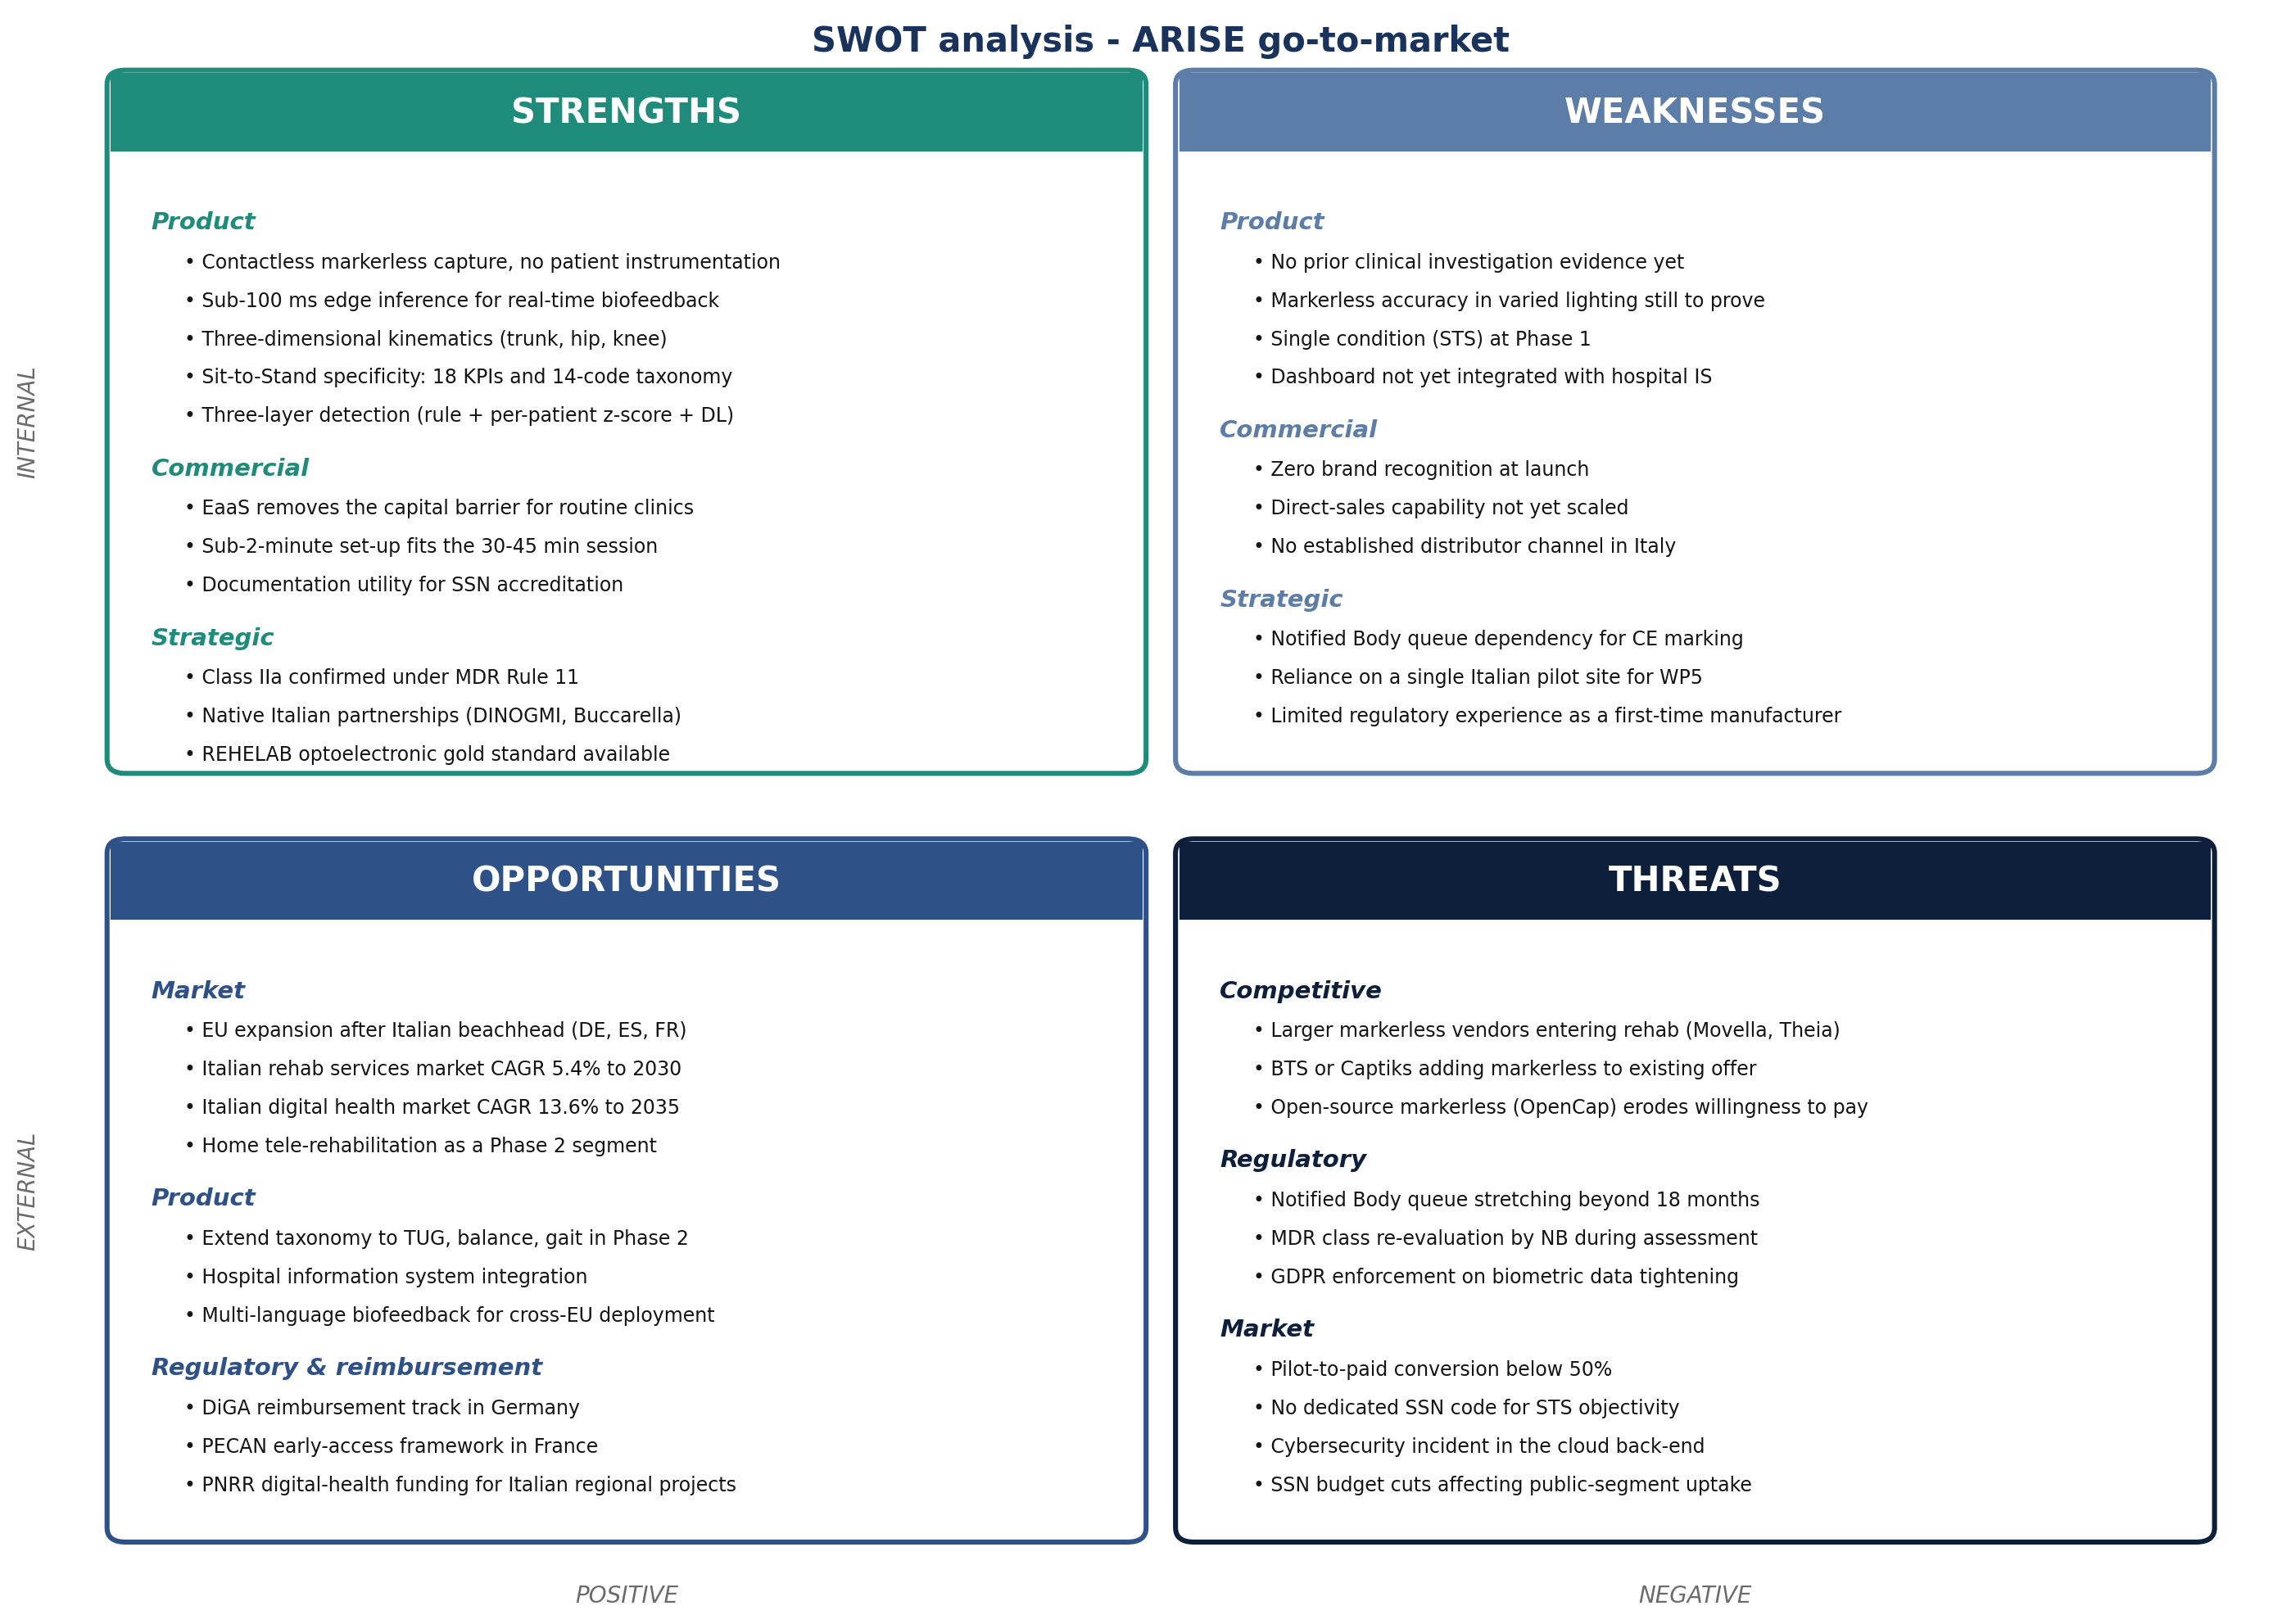 SWOT analysis - ARISE go-to-market
INTERNAL
STRENGTHS
Product
• Contactless markerless capture, no patient instrumentation
• Sub-100 ms edge inference for real-time biofeedback
• Three-dimensional kinematics (trunk, hip, knee)
• Sit-to-Stand specificity: 18 KPIs and 14-code taxonomy
• Three-layer detection (rule + per-patient z-score + DL)
Commercial
• EaaS removes the capital barrier for routine clinics
• Sub-2-minute set-up fits the 30-45 min session
• Documentation utility for SSN accreditation
Strategic
• Class IIa confirmed under MDR Rule 11
• Native Italian partnerships (DINOGMI, Buccarella)
• REHELAB optoelectronic gold standard available
WEAKNESSES
Product
• No prior clinical investigation evidence yet
• Markerless accuracy in varied lighting still to prove
• Single condition (STS) at Phase 1
• Dashboard not yet integrated with hospital IS
Commercial
• Zero brand recognition at launch
• Direct-sales capability not yet scaled
• No established distributor channel in Italy
Strategic
• Notified Body queue dependency for CE marking
• Reliance on a single Italian pilot site for WP5
• Limited regulatory experience as a first-time manufacturer
EXTERNAL
OPPORTUNITIES
Market
• EU expansion after Italian beachhead (DE, ES, FR)
• Italian rehab services market CAGR 5.4% to 2030
• Italian digital health market CAGR 13.6% to 2035
• Home tele-rehabilitation as a Phase 2 segment
Product
• Extend taxonomy to TUG, balance, gait in Phase 2
• Hospital information system integration
• Multi-language biofeedback for cross-EU deployment
Regulatory & reimbursement
• DiGA reimbursement track in Germany
• PECAN early-access framework in France
• PNRR digital-health funding for Italian regional projects
THREATS
Competitive
• Larger markerless vendors entering rehab (Movella, Theia)
• BTS or Captiks adding markerless to existing offer
• Open-source markerless (OpenCap) erodes willingness to pay
Regulatory
• Notified Body queue stretching beyond 18 months
• MDR class re-evaluation by NB during assessment
• GDPR enforcement on biometric data tightening
Market
• Pilot-to-paid conversion below 50%
• No dedicated SSN code for STS objectivity
• Cybersecurity incident in the cloud back-end
• SSN budget cuts affecting public-segment uptake
POSITIVE
NEGATIVE